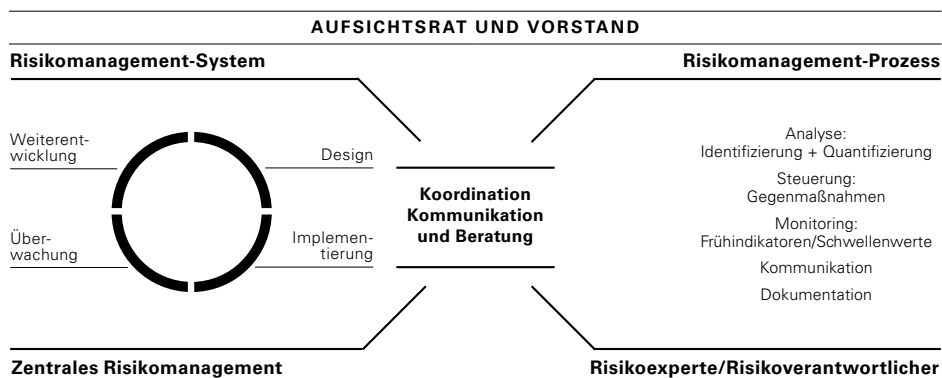 AUFSICHTSRAT UND VORSTAND
Risikomanagement-System
Risikomanagement-Prozess
Weiterent-
wicklung
Design
Über-
wachung
Implemen-
tierung
Koordination
Kommunikation
und Beratung
Analyse:
Identifizierung + Quantifizierung
Steuerung:
Gegenmaßnahmen
Monitoring:
Frühindikatoren/Schwellenwerte
Kommunikation
Dokumentation
Zentrales Risikomanagement
Risikoexperte/Risikoverantwortlicher